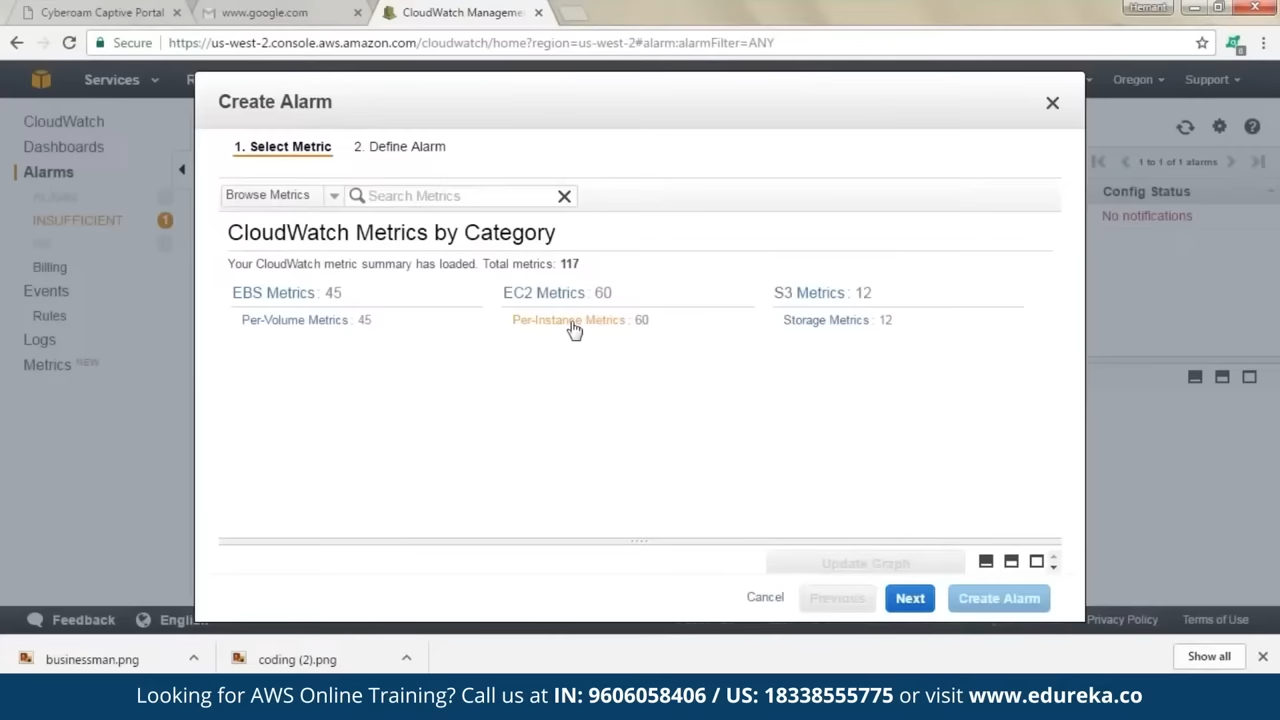 Cyberoam Captive Portal
www.google.com
CloudWatch Manageme
Hemant
Secure
https://us-west-2.console.aws.amazon.com/cloudwatch/home?region=us-west-2#alarm:alarmFilter=ANY
Services
R
Oregon
Support
CloudWatch
Dashboards
Alarms
INSUFFICIENT 1
Billing
Events
Rules
Logs
Metrics NEW
Create Alarm
1. Select Metric 2. Define Alarm
Browse Metrics
Search Metrics
CloudWatch Metrics by Category
Your CloudWatch metric summary has loaded. Total metrics: 117
EBS Metrics : 45
Per-Volume Metrics : 45
EC2 Metrics : 60
Per-Instance Metrics : 60
S3 Metrics : 12
Storage Metrics : 12
Update Graph
Cancel Previous Next Create Alarm
1 to 1 of 1 alarms
Config Status
No notifications
Feedback
Engli
Privacy Policy
Terms of Use
businessman.png
coding (2).png
Show all
Looking for AWS Online Training? Call us at IN: 9606058406 / US: 18338555775 or visit www.edureka.co